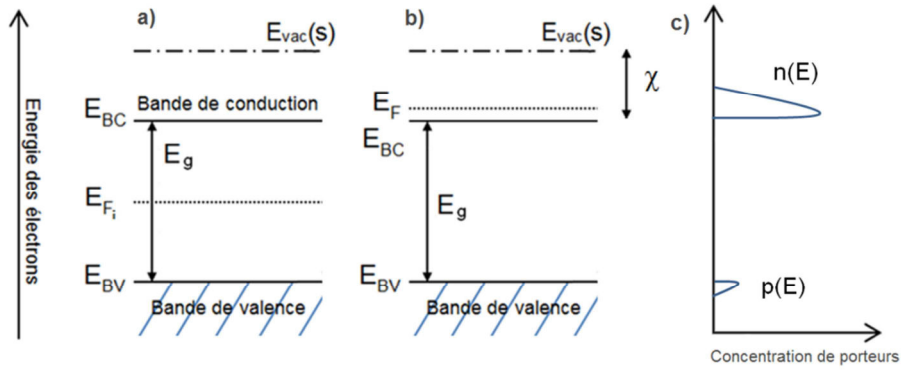 Energie des électrons
a)
Evac(s)
Bande de conduction
EBC
Eg
EFi
EBV
Bande de valence
b)
Evac(s)
χ
EF
EBC
Eg
EBV
Bande de valence
c)
n(E)
p(E)
Concentration de porteurs